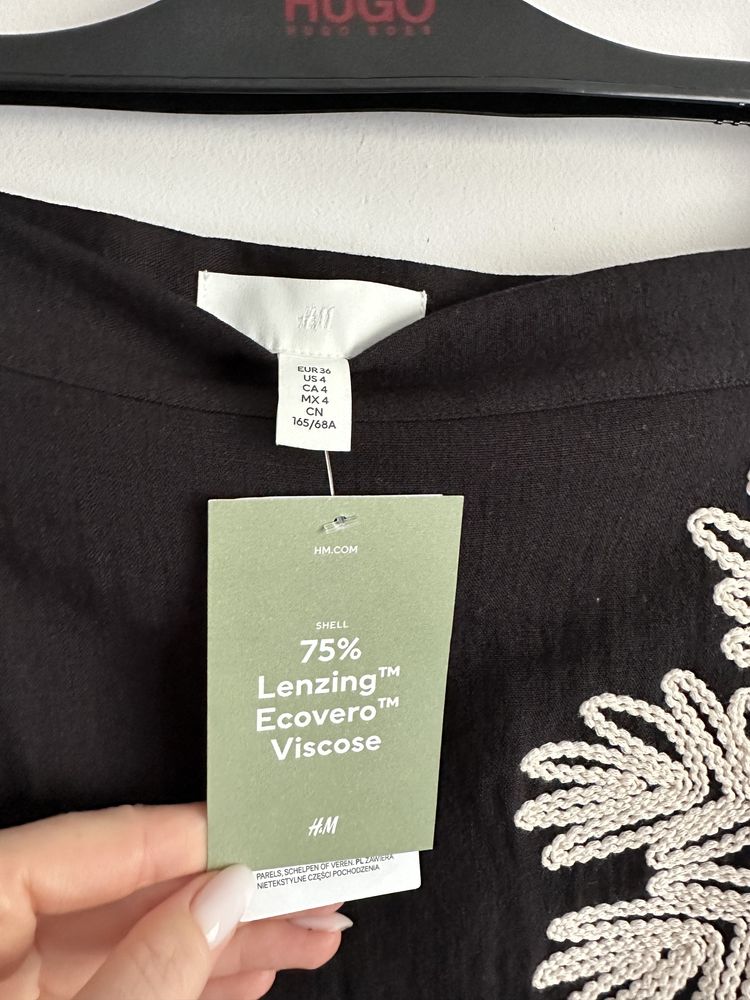 HUGO
HUGO BOSS
H&M
EUR 36
US 4
CA 4
MX 4
CN
165/68A
HM.COM
SHELL
75%
Lenzing™
Ecovero™
Viscose
H&M
PARELS, SCHELPEN OF VEREN. PL ZAWIERA
NIETEKSTYLNE CZĘŚCI POCHODZENIA